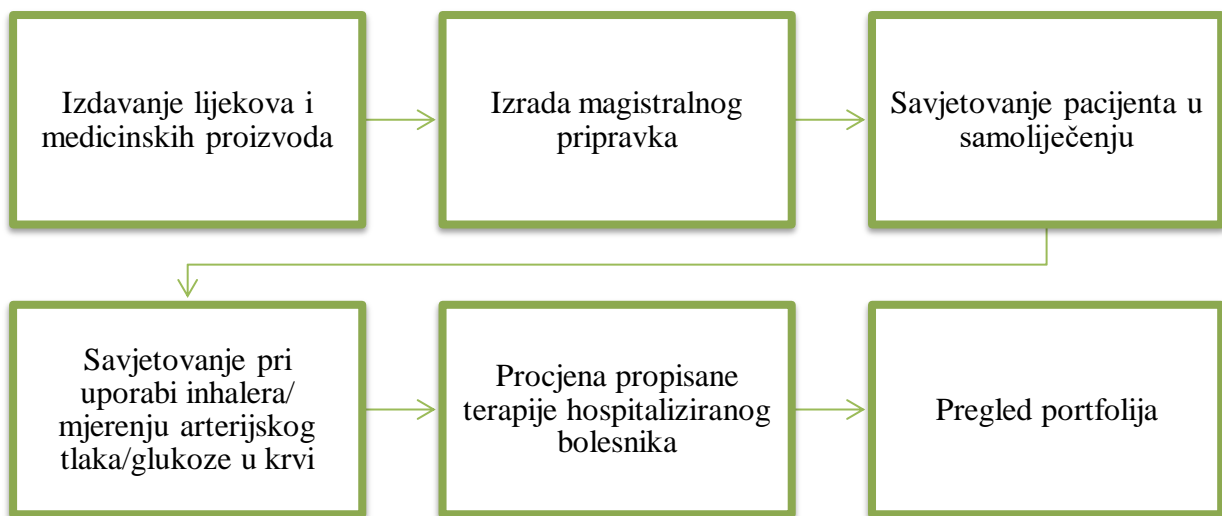 Izdavanje lijekova i
medicinskih proizvoda
Izrada magistralnog
pripravka
Savjetovanje pacijenta u
samoliječenju
Savjetovanje pri
uporabi inhalera/
mjerenju arterijskog
tlaka/glukoze u krvi
Procjena propisane
terapije hospitaliziranog
bolesnika
Pregled portfolija